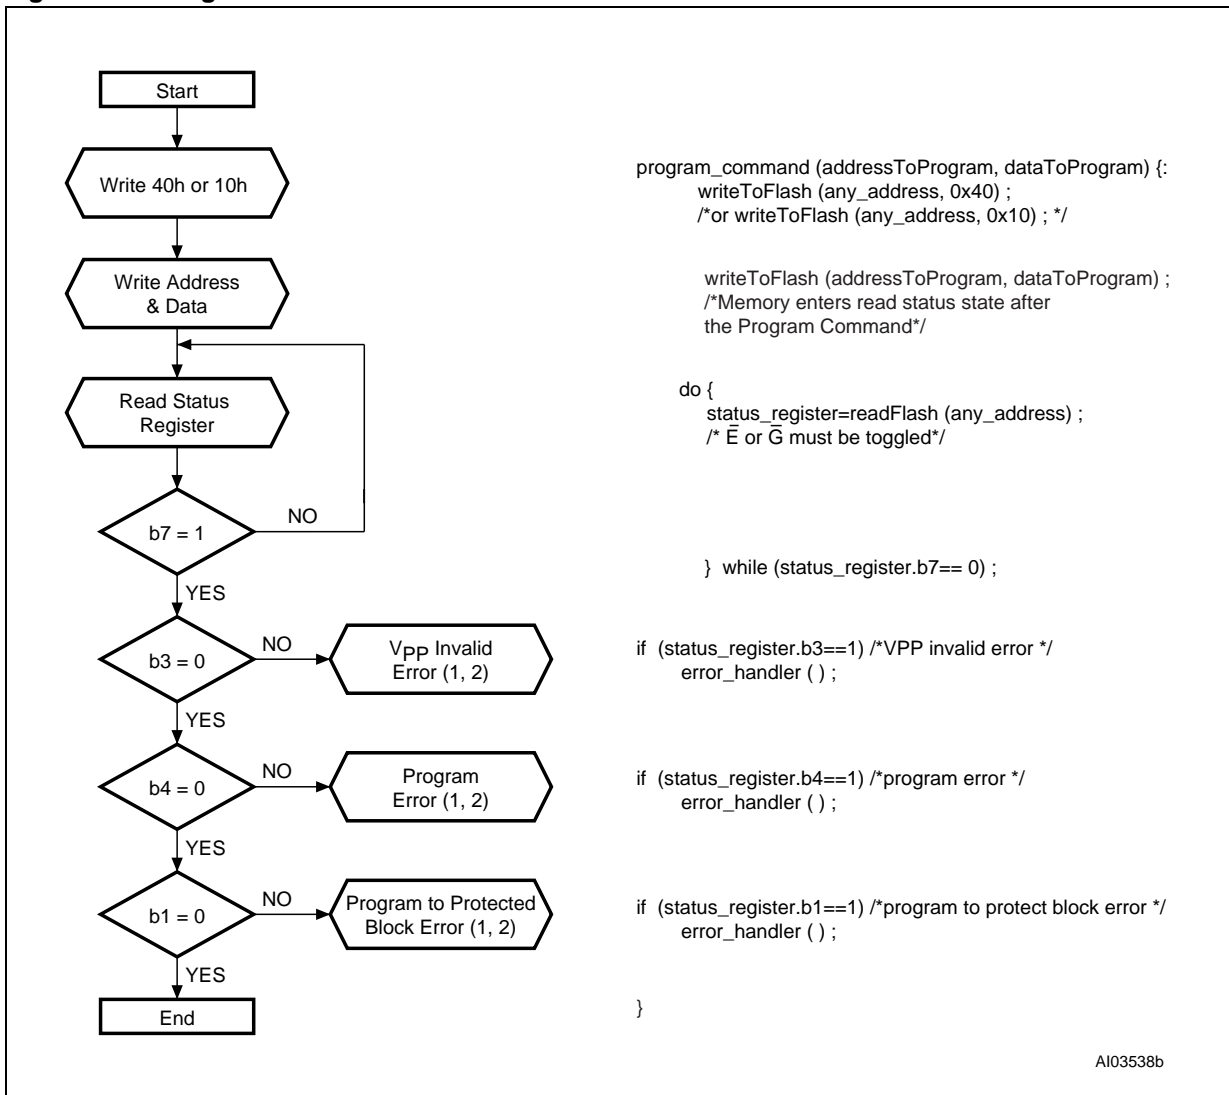 Start
Write 40h or 10h
Write Address
& Data
Read Status
Register
b7 = 1
NO
YES
b3 = 0
NO
VPP Invalid
Error (1, 2)
YES
b4 = 0
NO
Program
Error (1, 2)
YES
b1 = 0
NO
Program to Protected
Block Error (1, 2)
YES
End
program_command (addressToProgram, dataToProgram) {:
writeToFlash (any_address, 0x40) ;
/*or writeToFlash (any_address, 0x10) ; */
writeToFlash (addressToProgram, dataToProgram) ;
/*Memory enters read status state after
the Program Command*/
do {
status_register=readFlash (any_address) ;
/* E̅ or G̅ must be toggled*/
} while (status_register.b7== 0) ;
if (status_register.b3==1) /*VPP invalid error */
error_handler ( ) ;
if (status_register.b4==1) /*program error */
error_handler ( ) ;
if (status_register.b1==1) /*program to protect block error */
error_handler ( ) ;
}
AI03538b